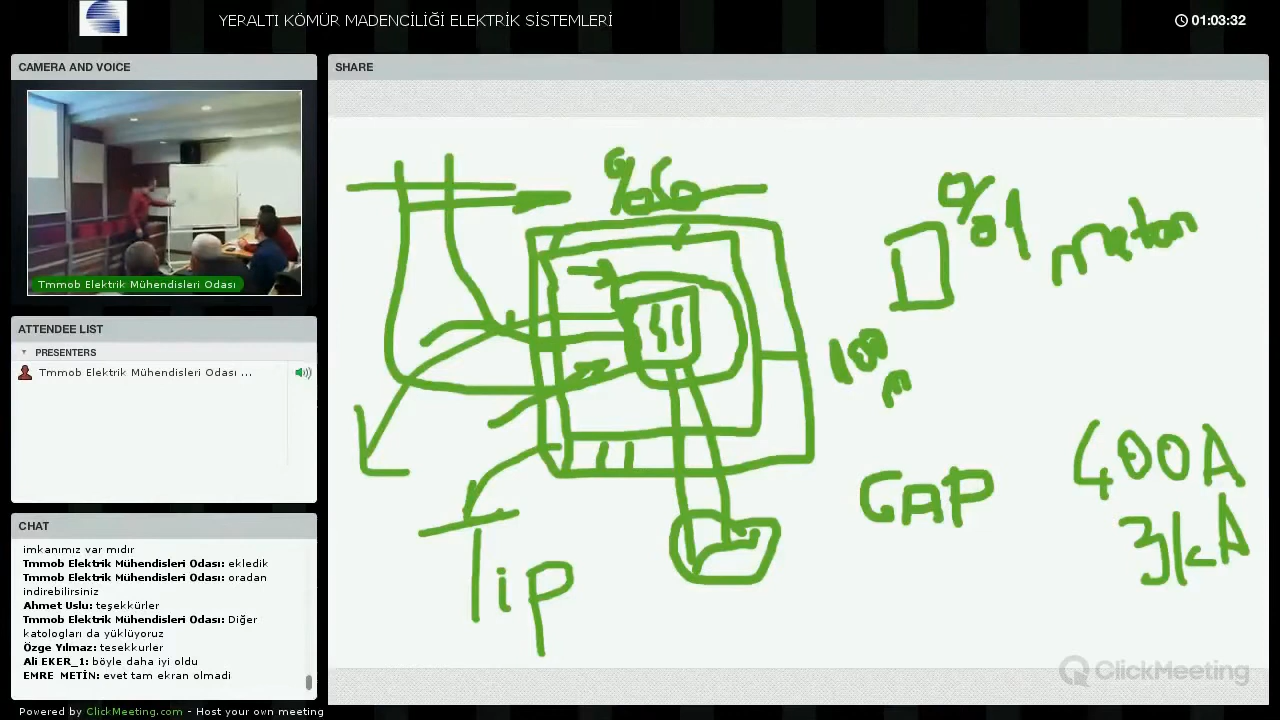 YERALTI KÖMÜR MADENCİLİĞİ ELEKTRİK SİSTEMLERİ
01:03:32
CAMERA AND VOICE
Tmmob Elektrik Mühendisleri Odası
ATTENDEE LIST
PRESENTERS
Tmmob Elektrik Mühendisleri Odası ...
CHAT
imkanımız var mıdır
Tmmob Elektrik Mühendisleri Odası: ekledik
Tmmob Elektrik Mühendisleri Odası: oradan
indirebilirsiniz
Ahmet Uslu: teşekkürler
Tmmob Elektrik Mühendisleri Odası: Diğer
katologları da yüklüyoruz
Özge Yılmaz: tesekkurler
Ali EKER_1: böyle daha iyi oldu
EMRE METİN: evet tam ekran olmadi
Powered by ClickMeeting.com - Host your own meeting
SHARE
%60
%1
metan
100
m
GAP
400A
3kA
Tip
ClickMeeting